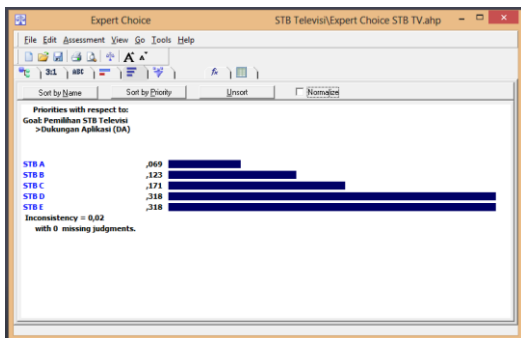 Expert Choice STB Televisi\Expert Choice STB TV.ahp
File Edit Assessment View Go Tools Help
3:1 ABC
Sort by Name Sort by Priority Unsort Normalize
Priorities with respect to:
Goal: Pemilihan STB Televisi
>Dukungan Aplikasi (DA)
STB A ,069
STB B ,123
STB C ,171
STB D ,318
STB E ,318
Inconsistency = 0,02
with 0 missing judgments.